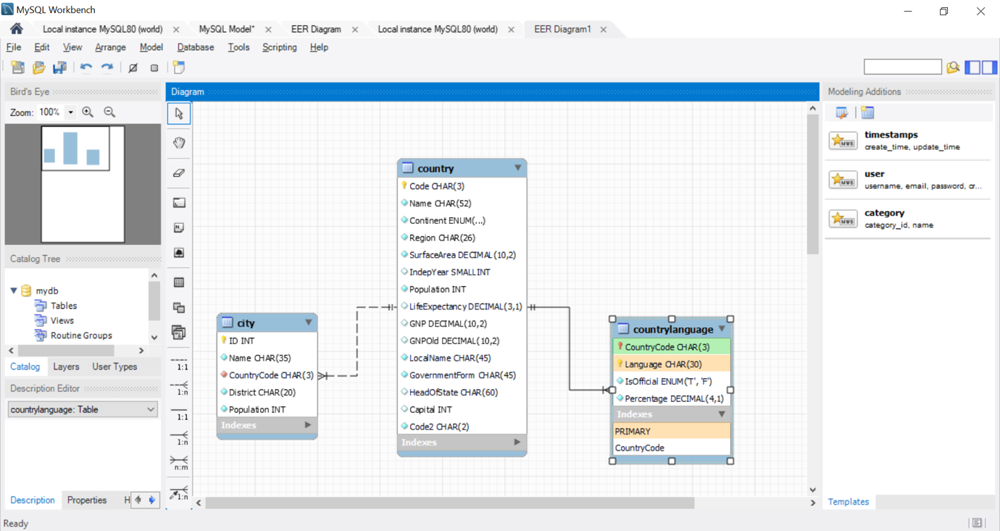 MySQL Workbench
Local instance MySQL80 (world)
MySQL Model*
EER Diagram
Local instance MySQL80 (world)
EER Diagram1
File Edit View Arrange Model Database Tools Scripting Help
Bird's Eye
Zoom: 100%
Catalog Tree
mydb
Tables
Views
Routine Groups
Catalog Layers User Types
Description Editor
countrylanguage: Table
Description Properties H
Diagram
1:1
1:n
1:1
1:n
n:m
1:n
city
ID INT
Name CHAR(35)
CountryCode CHAR(3)
District CHAR(20)
Population INT
Indexes
country
Code CHAR(3)
Name CHAR(52)
Continent ENUM(...)
Region CHAR(26)
SurfaceArea DECIMAL(10,2)
IndepYear SMALLINT
Population INT
LifeExpectancy DECIMAL(3,1)
GNP DECIMAL(10,2)
GNPOld DECIMAL(10,2)
LocalName CHAR(45)
GovernmentForm CHAR(45)
HeadOfState CHAR(60)
Capital INT
Code2 CHAR(2)
Indexes
countrylanguage
CountryCode CHAR(3)
Language CHAR(30)
IsOfficial ENUM('T', 'F')
Percentage DECIMAL(4,1)
Indexes
PRIMARY
CountryCode
Modeling Additions
MWB
timestamps
create_time, update_time
MWB
user
username, email, password, cr...
MWB
category
category_id, name
Templates
Ready